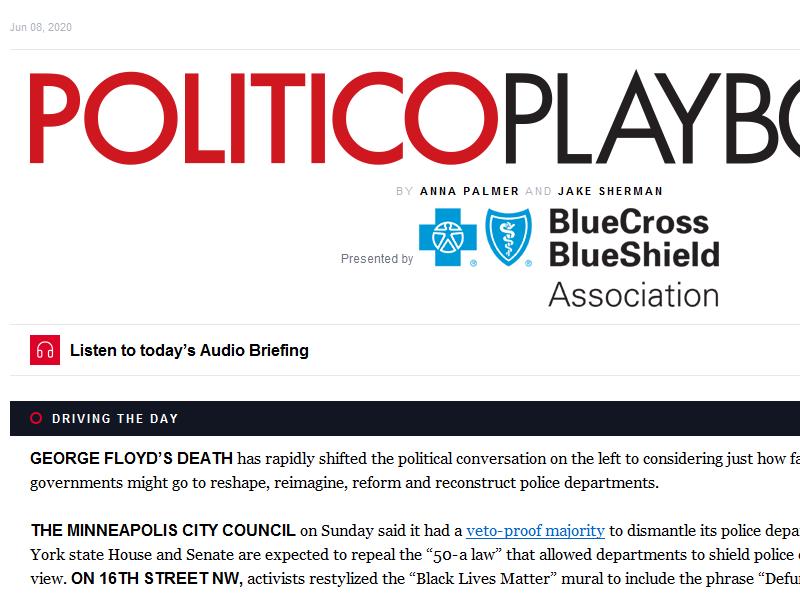 Jun 08, 2020
POLITICOPLAYBO
BY ANNA PALMER AND JAKE SHERMAN
Presented by
BlueCross
BlueShield
Association
Listen to today’s Audio Briefing
DRIVING THE DAY
GEORGE FLOYD’S DEATH has rapidly shifted the political conversation on the left to considering just how fa
governments might go to reshape, reimagine, reform and reconstruct police departments.
THE MINNEAPOLIS CITY COUNCIL on Sunday said it had a veto-proof majority to dismantle its police depa
York state House and Senate are expected to repeal the “50-a law” that allowed departments to shield police
view. ON 16TH STREET NW, activists restylized the “Black Lives Matter” mural to include the phrase “Defu